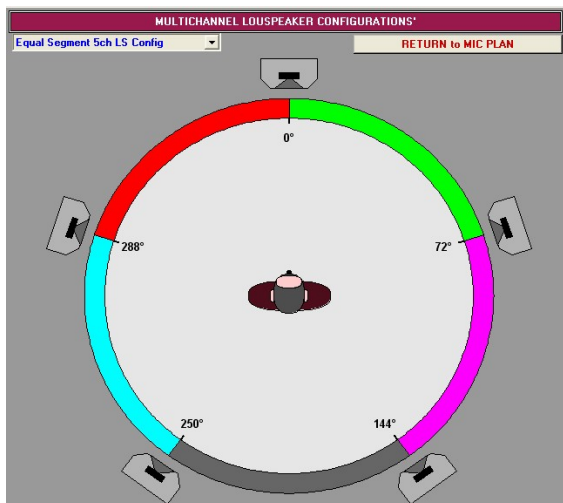 MULTICHANNEL LOUSPEAKER CONFIGURATIONS'
Equal Segment 5ch LS Config
RETURN to MIC PLAN
0°
288°
72°
250°
144°